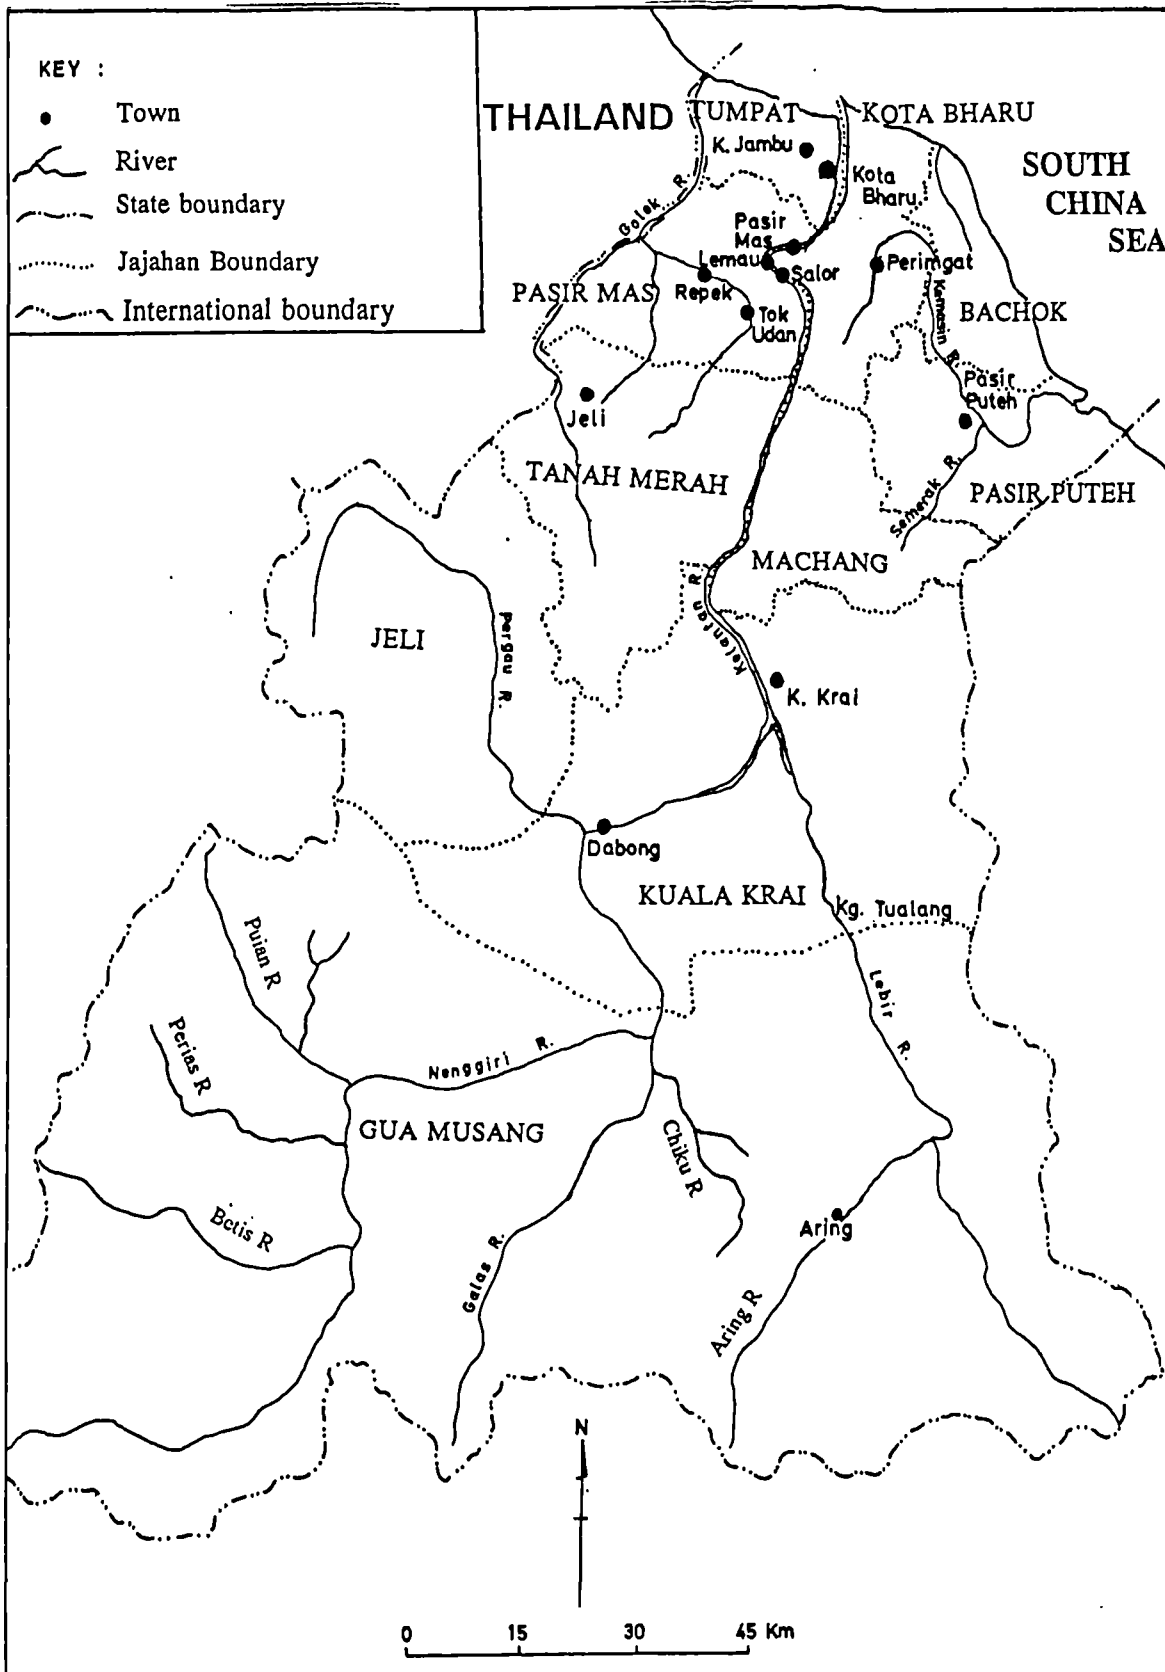 KEY :
Town
River
State boundary
Jajahan Boundary
International boundary
THAILAND
TUMPAT
KOTA BHARU
K. Jambu
Kota
Bharu.
SOUTH
CHINA
SEA
Golok R.
Pasir
Mas
Lemau
Salor
Perimgat
PASIR MAS
Repek
Tok
Udan
Kemasin R.
BACHOK
Pasir
Puteh
Jeli
TANAH MERAH
Semerak R.
PASIR PUTEH
MACHANG
Kelantan R.
JELI
Pergau R.
K. Krai
Dabong
KUALA KRAI
Kg. Tualang
Puian R
Lebir R.
Perias R
Nenggiri R.
GUA MUSANG
Chiku R
Betis R
Galas R.
Aring
Aring R
N
0 15 30 45 Km